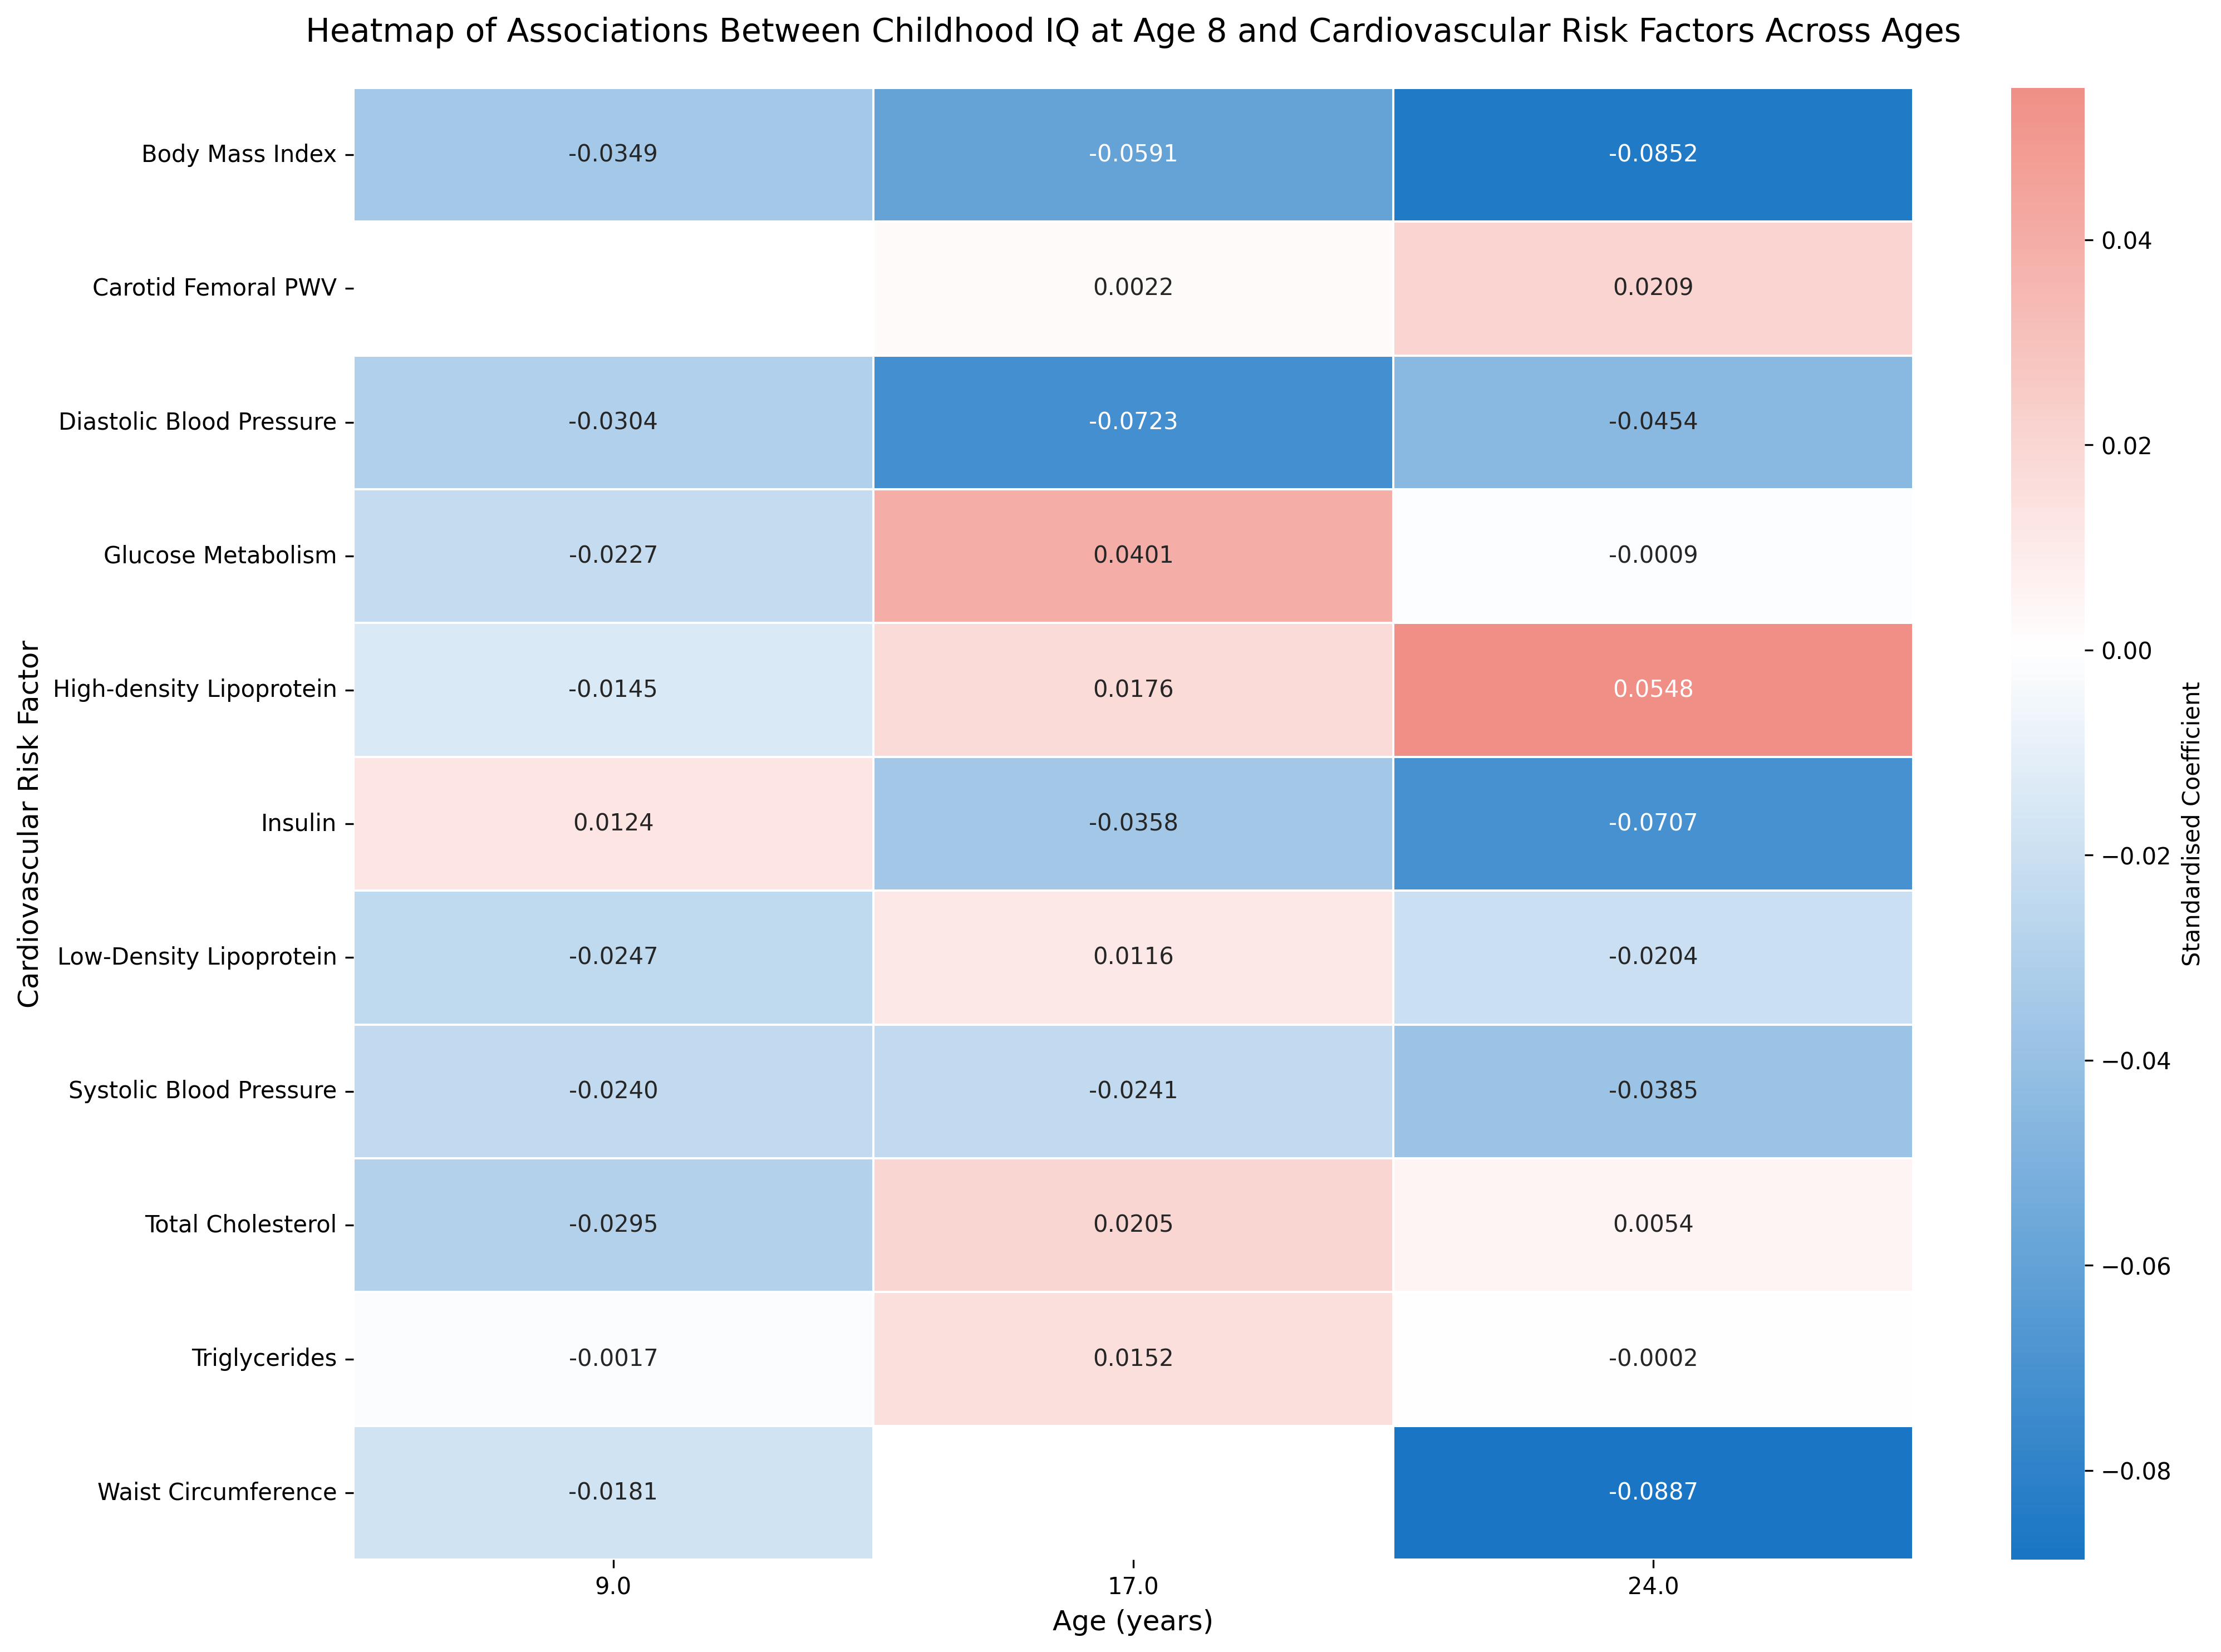 Heatmap of Associations Between Childhood IQ at Age 8 and Cardiovascular Risk Factors Across Ages
Cardiovascular Risk Factor
Body Mass Index -0.0349 -0.0591 -0.0852
Carotid Femoral PWV 0.0022 0.0209
Diastolic Blood Pressure -0.0304 -0.0723 -0.0454
Glucose Metabolism -0.0227 0.0401 -0.0009
High-density Lipoprotein -0.0145 0.0176 0.0548
Insulin 0.0124 -0.0358 -0.0707
Low-Density Lipoprotein -0.0247 0.0116 -0.0204
Systolic Blood Pressure -0.0240 -0.0241 -0.0385
Total Cholesterol -0.0295 0.0205 0.0054
Triglycerides -0.0017 0.0152 -0.0002
Waist Circumference -0.0181 -0.0887
9.0 17.0 24.0
Age (years)
0.04
0.02
0.00
−0.02
−0.04
−0.06
−0.08
Standardised Coefficient